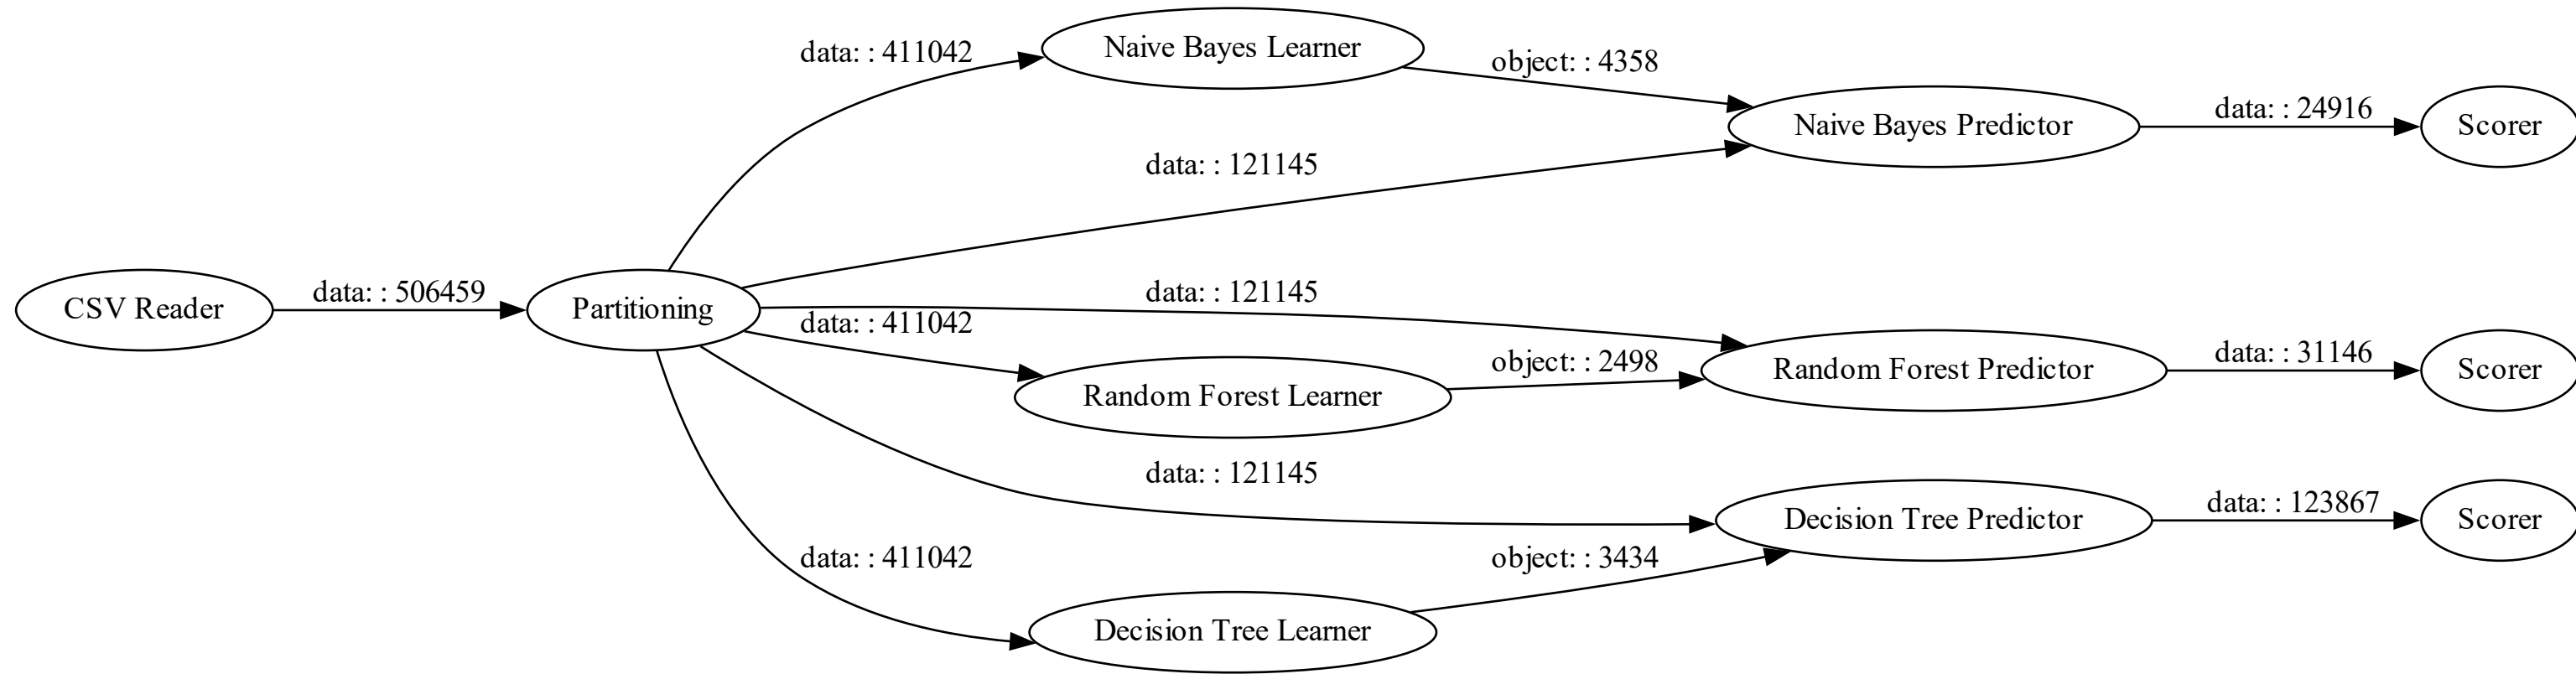 data: : 411042
Naive Bayes Learner
object: : 4358
Naive Bayes Predictor
data: : 24916
Scorer
data: : 121145
CSV Reader
data: : 506459
Partitioning
data: : 121145
data: : 411042
Random Forest Learner
object: : 2498
Random Forest Predictor
data: : 31146
Scorer
data: : 121145
Decision Tree Predictor
data: : 123867
Scorer
data: : 411042
object: : 3434
Decision Tree Learner